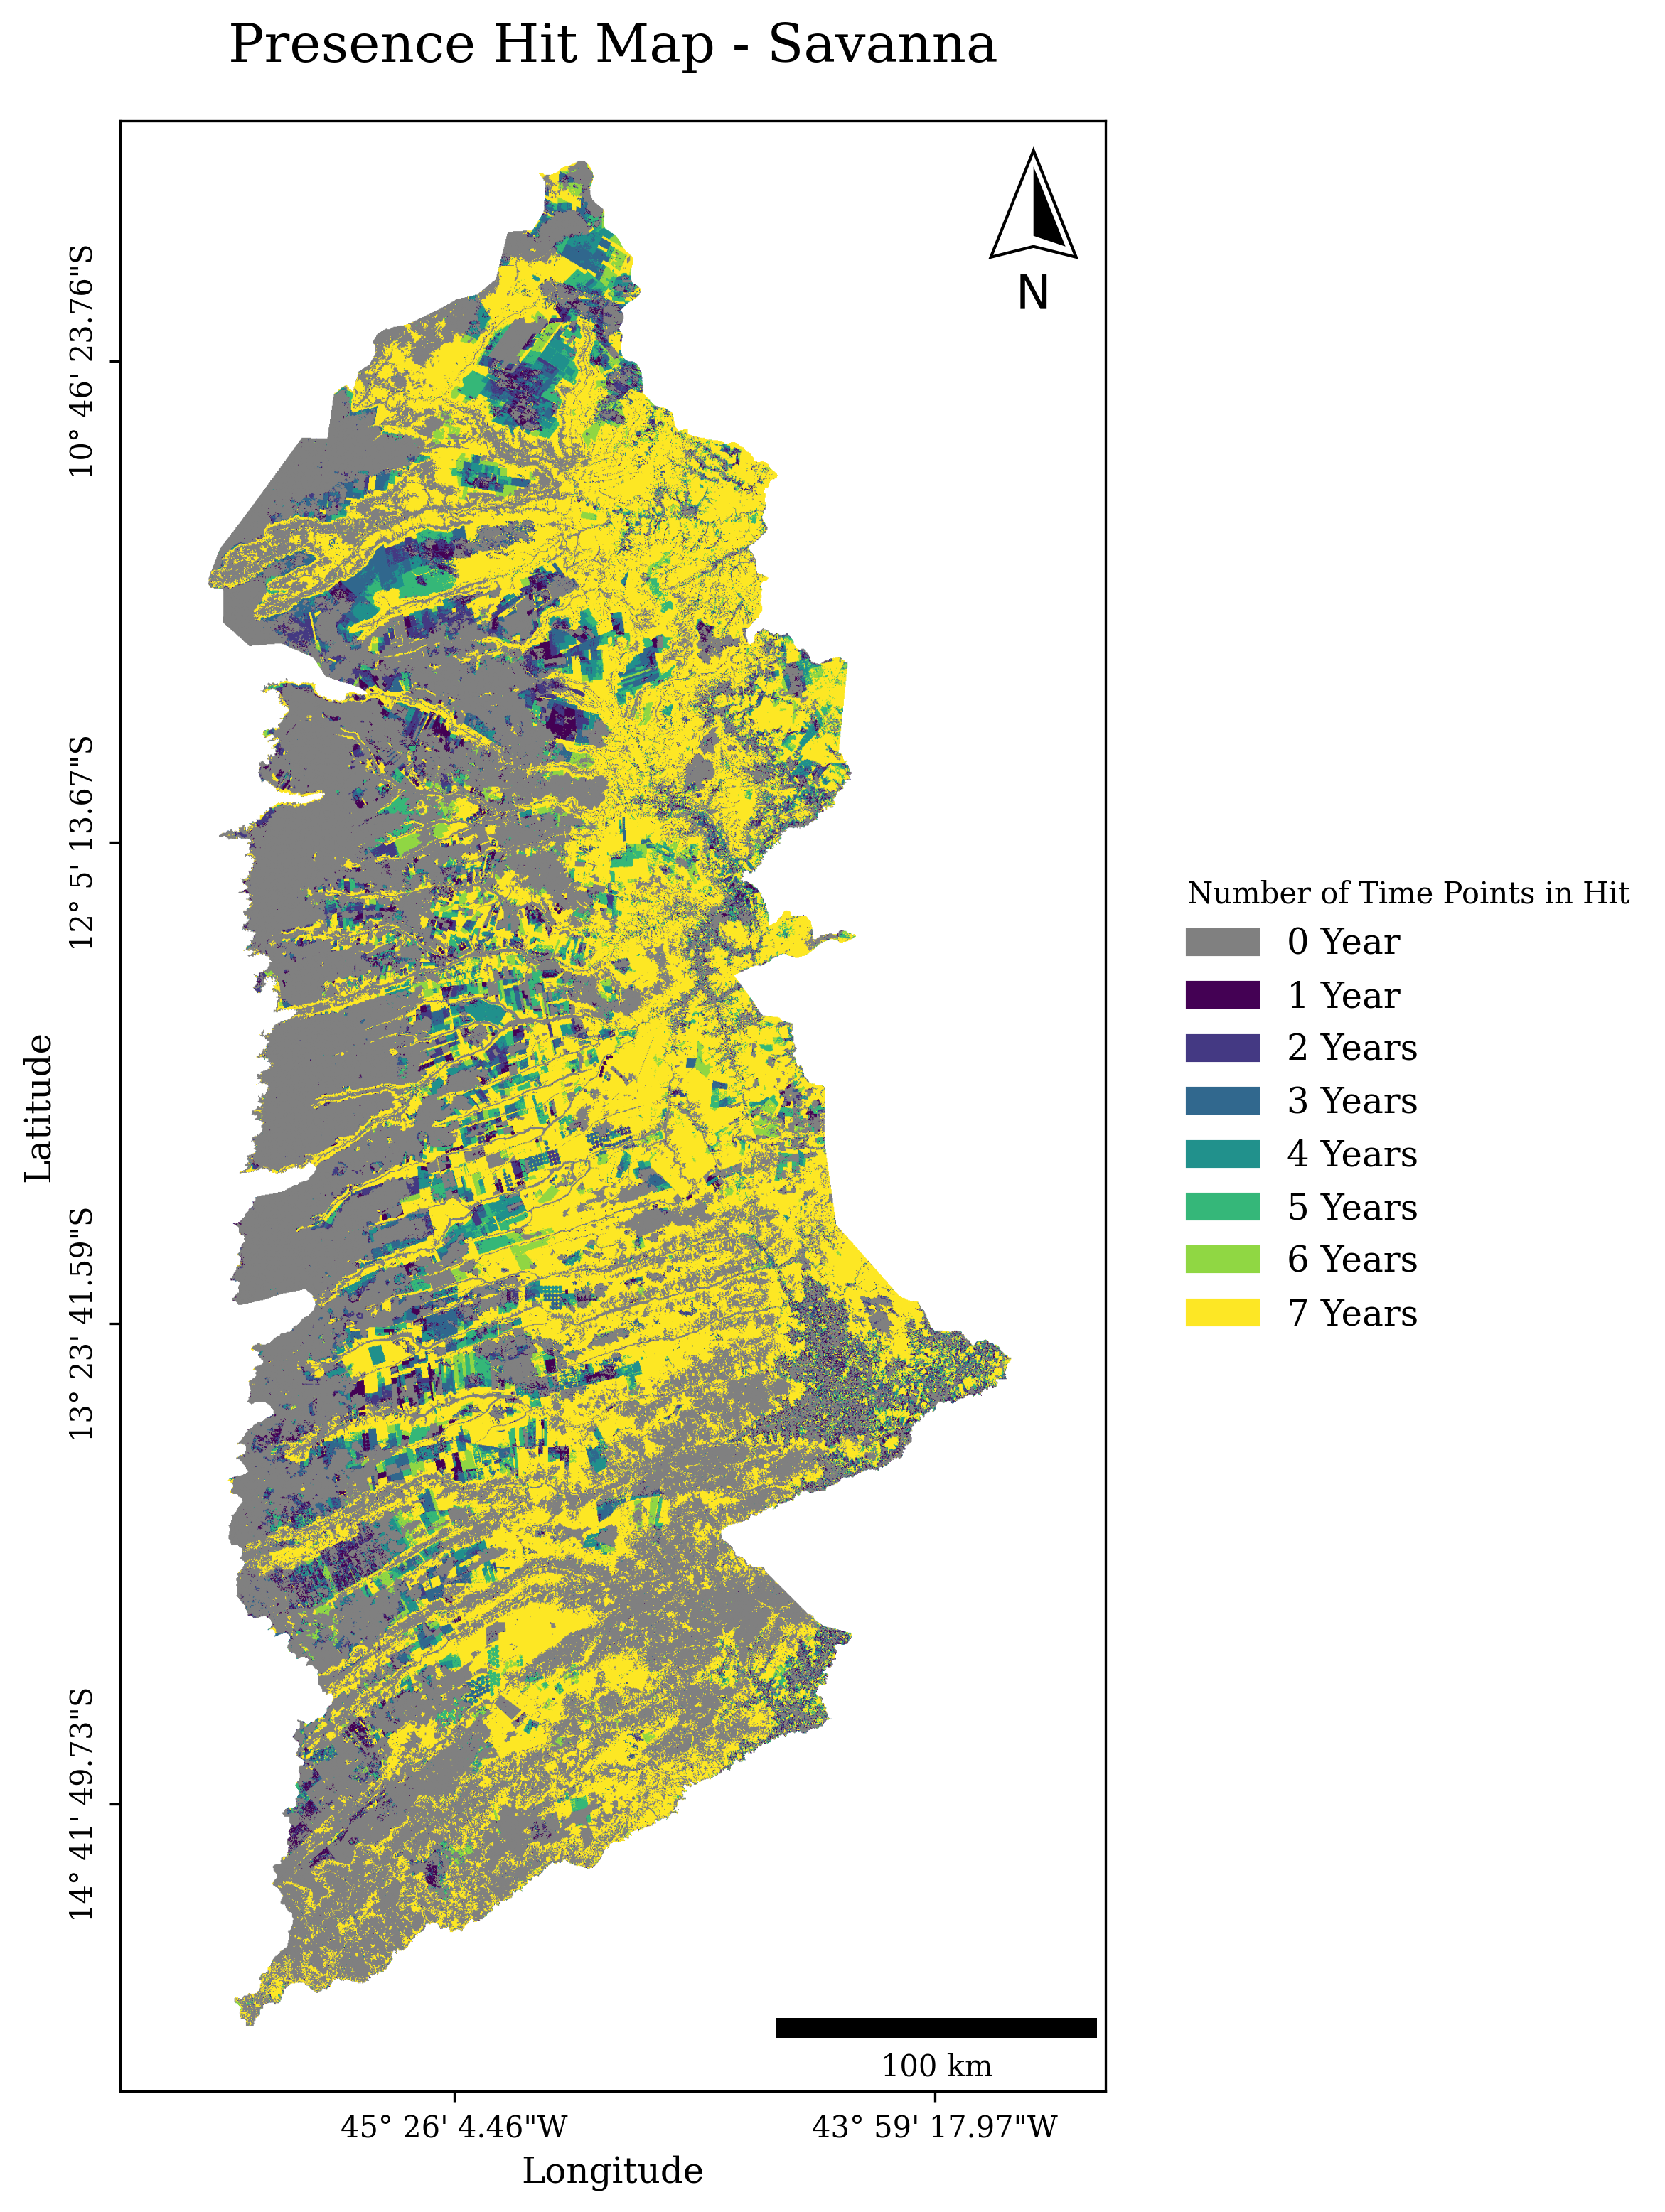 Presence Hit Map - Savanna
N
10° 46' 23.76"S
12° 5' 13.67"S
13° 23' 41.59"S
14° 41' 49.73"S
Latitude
100 km
45° 26' 4.46"W
43° 59' 17.97"W
Longitude
Number of Time Points in Hit
0 Year
1 Year
2 Years
3 Years
4 Years
5 Years
6 Years
7 Years